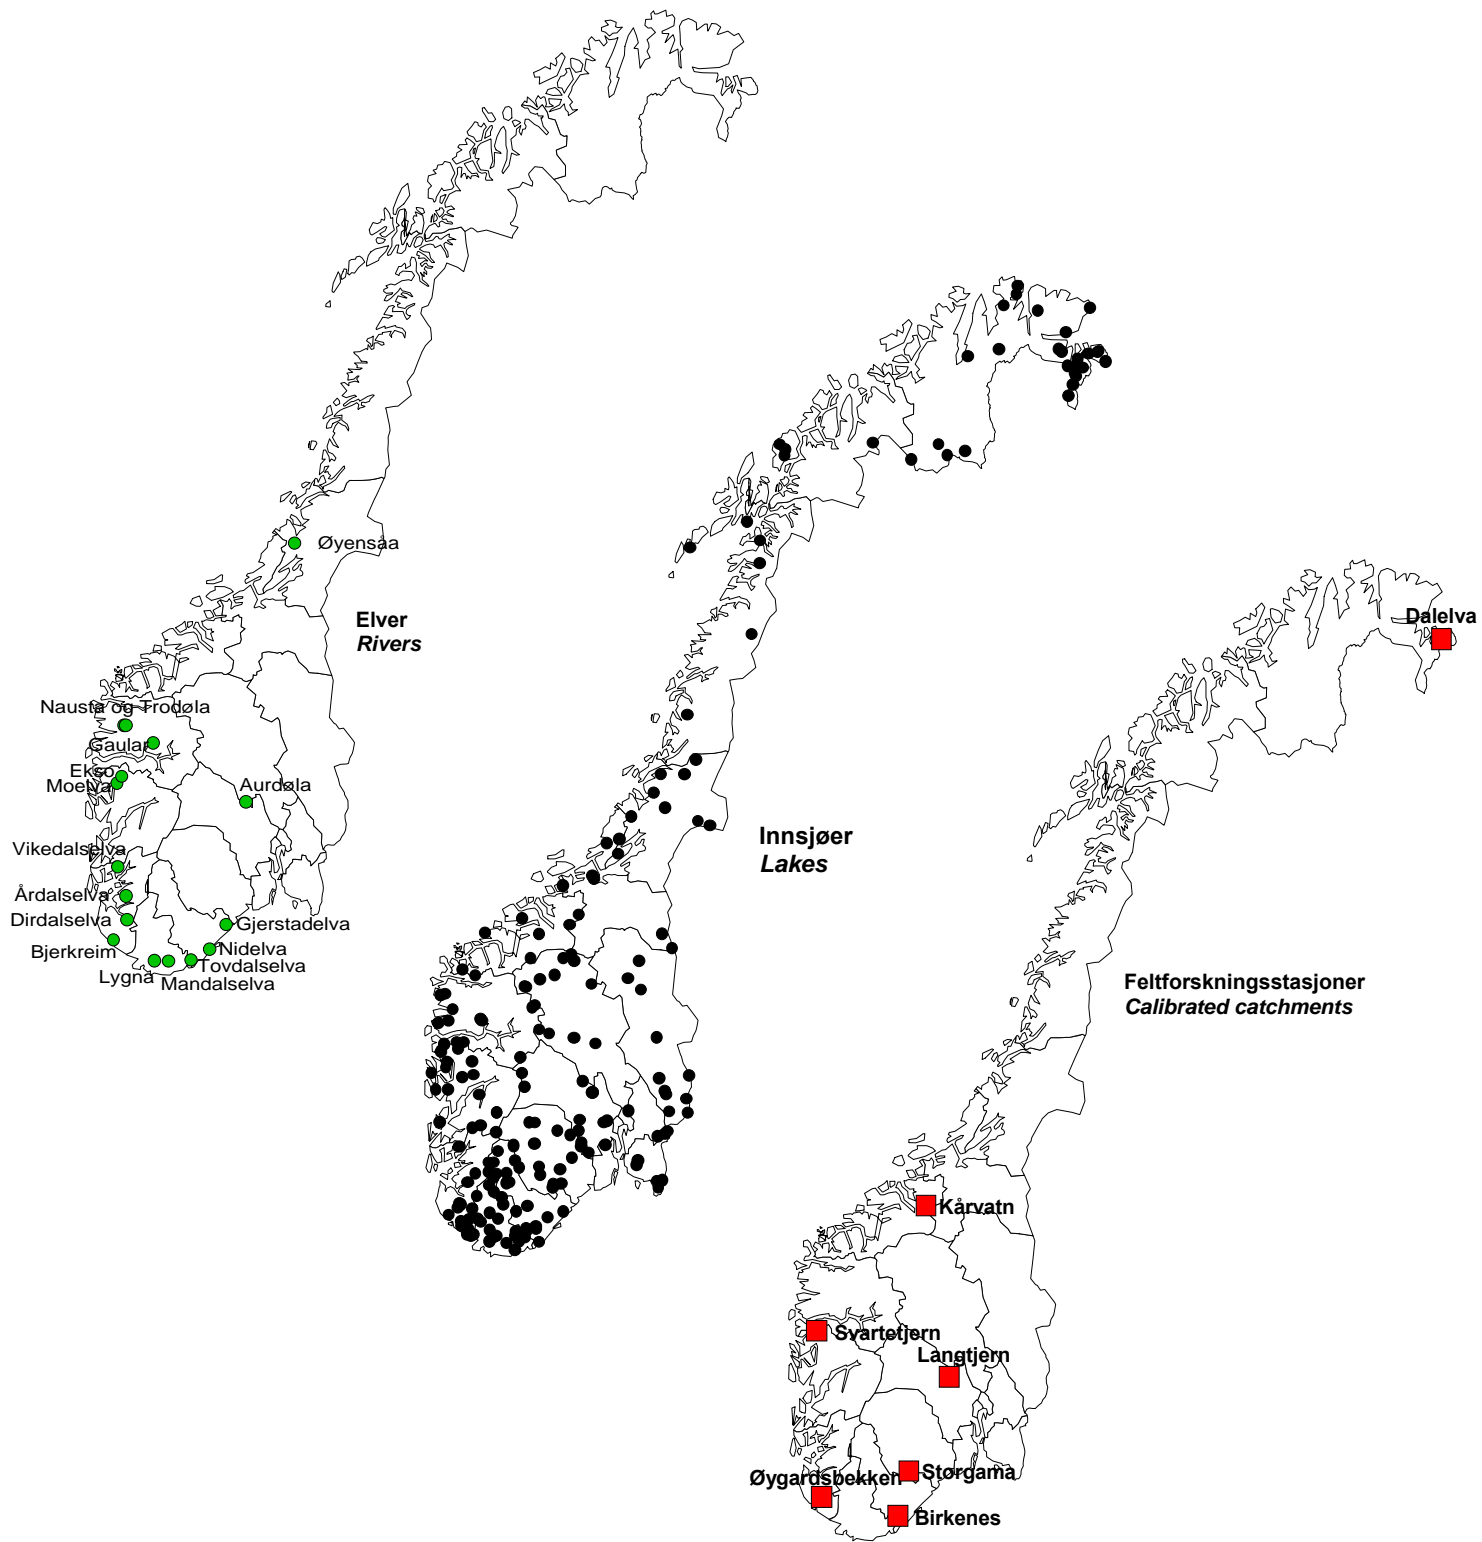 Øyensåa
Elver
Rivers
Nausta og Trodøla
Gaular
Ekso
Moelva
Aurdøla
Vikedalselva
Årdalselva
Dirdalselva
Bjerkreim
Gjerstadelva
Nidelva
Tovdalselva
Lygna
Mandalselva
Innsjøer
Lakes
Dalelva
Feltforskningsstasjoner
Calibrated catchments
Kårvatn
Svartetjern
Langtjern
Øygardsbekken
Størgama
Birkenes